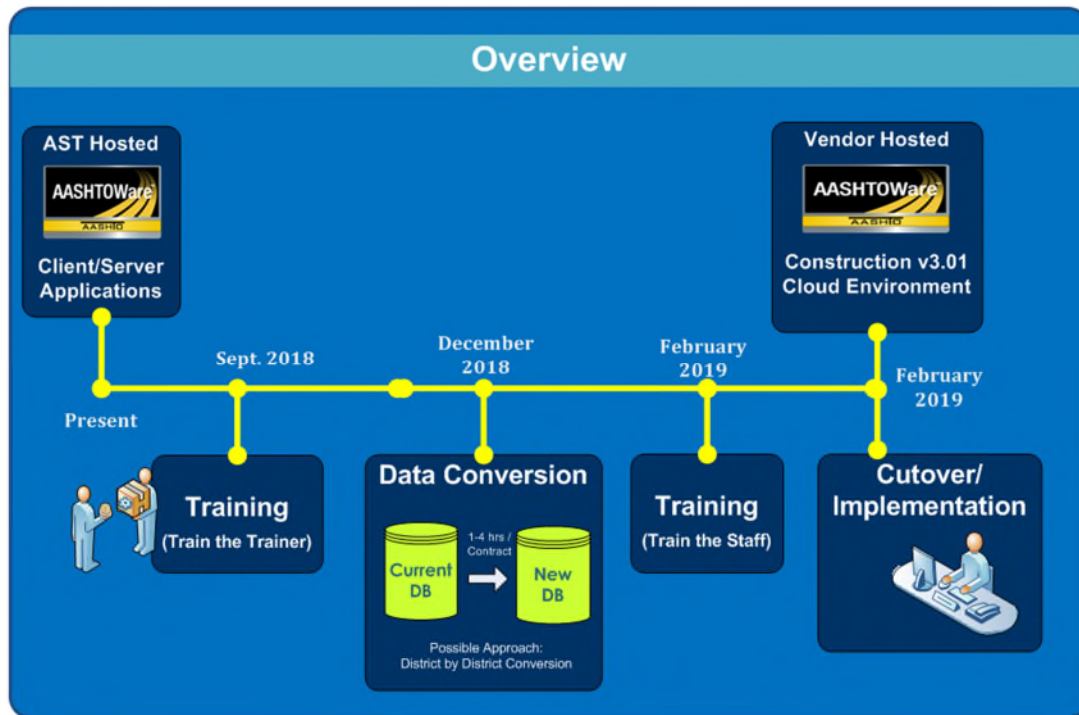 Overview
AST Hosted
AASHTOWare™
AASHTO
Client/Server
Applications
Vendor Hosted
AASHTOWare™
AASHTO
Construction v3.01
Cloud Environment
Present
Sept. 2018
December
2018
February
2019
February
2019
Training
(Train the Trainer)
Data Conversion
1-4 hrs /
Contract
Current
DB
New
DB
Possible Approach:
District by District Conversion
Training
(Train the Staff)
Cutover/
Implementation